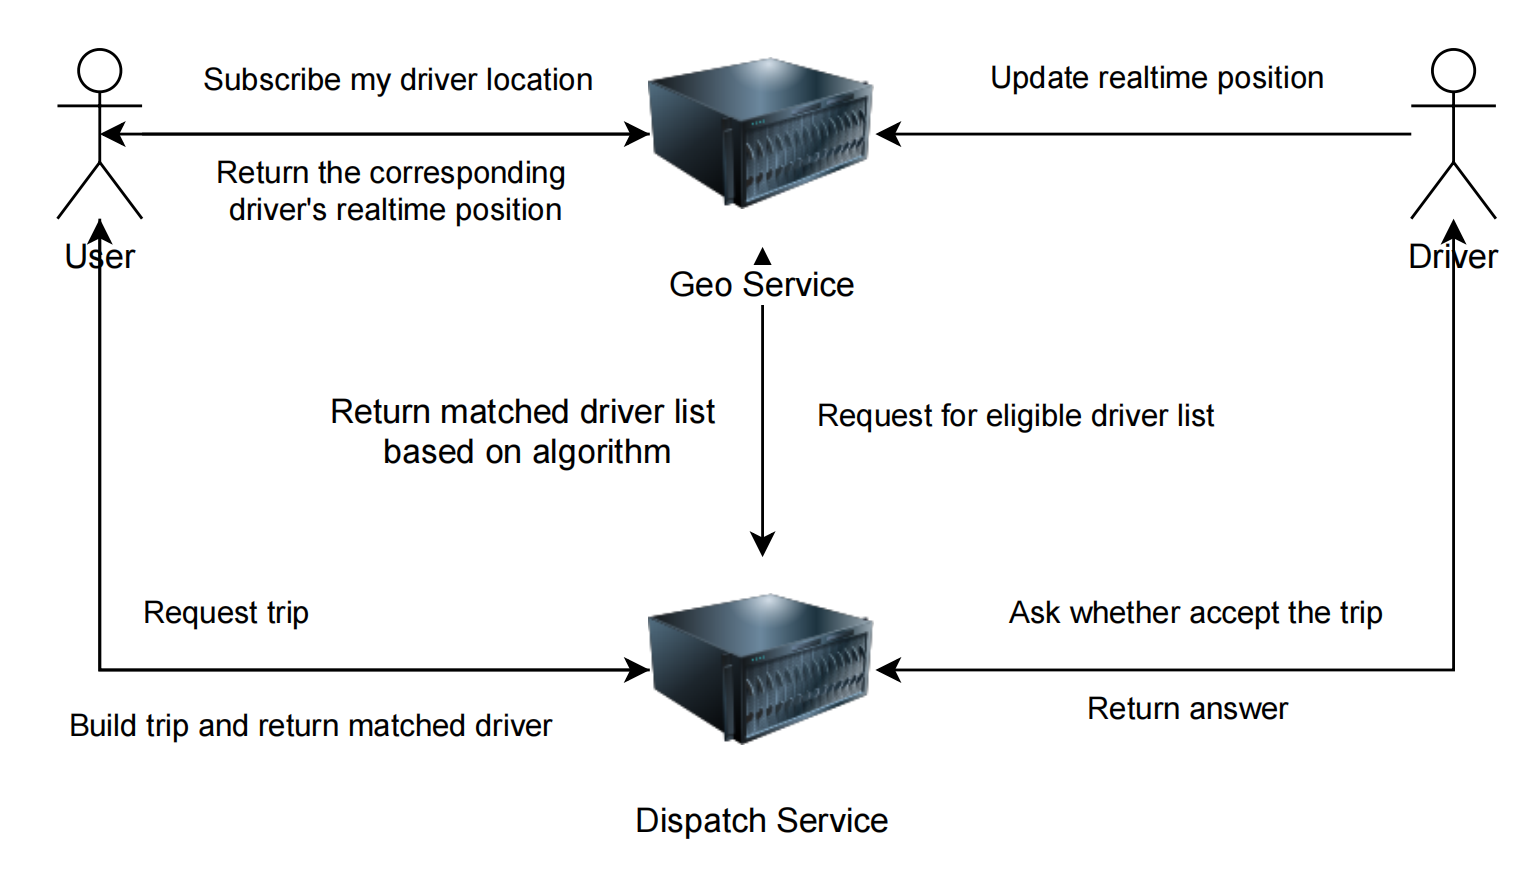 Subscribe my driver location
Update realtime position
Return the corresponding
driver's realtime position
User
Driver
Geo Service
Return matched driver list
based on algorithm
Request for eligible driver list
Request trip
Ask whether accept the trip
Build trip and return matched driver
Return answer
Dispatch Service